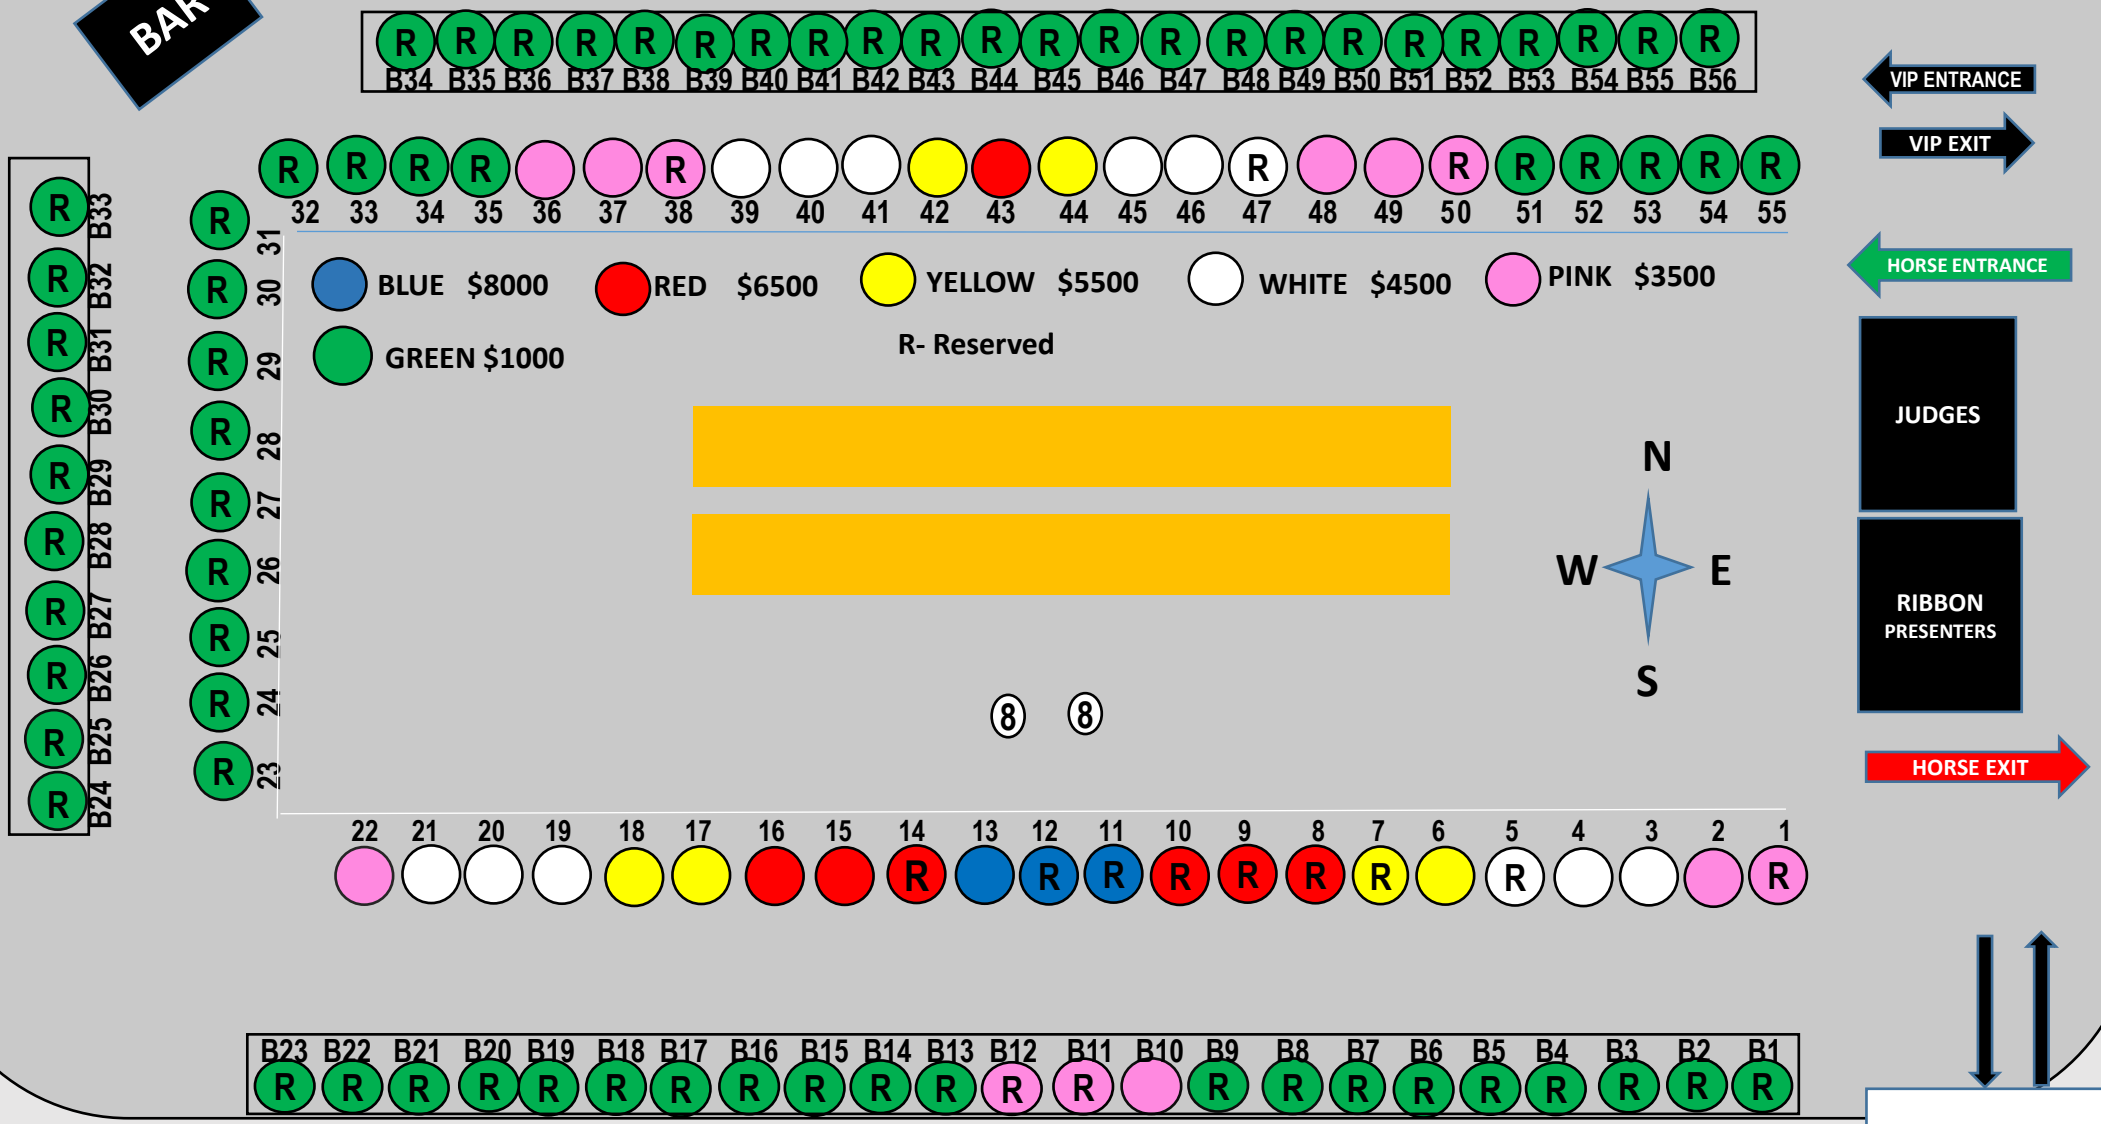 BAR
R R R R R R R R R R R R R R R R R R R R R R R
B34 B35 B36 B37 B38 B39 B40 B41 B42 B43 B44 B45 B46 B47 B48 B49 B50 B51 B52 B53 B54 B55 B56
VIP ENTRANCE
VIP EXIT
R R R R R R R R R R R R
32 33 34 35 36 37 38 39 40 41 42 43 44 45 46 47 48 49 50 51 52 53 54 55
R B33
R B32
R B31
R B30
R B29
R B28
R B27
R B26
R B25
R B24
R 31
R 30
R 29
R 28
R 27
R 26
R 25
R 24
R 23
BLUE $8000 RED $6500 YELLOW $5500 WHITE $4500 PINK $3500
GREEN $1000 R- Reserved
HORSE ENTRANCE
JUDGES
N
W E
S
RIBBON
PRESENTERS
8 8
HORSE EXIT
22 21 20 19 18 17 16 15 14 13 12 11 10 9 8 7 6 5 4 3 2 1
R R R R R R R R R
B23 B22 B21 B20 B19 B18 B17 B16 B15 B14 B13 B12 B11 B10 B9 B8 B7 B6 B5 B4 B3 B2 B1
R R R R R R R R R R R R R R R R R R R R R R